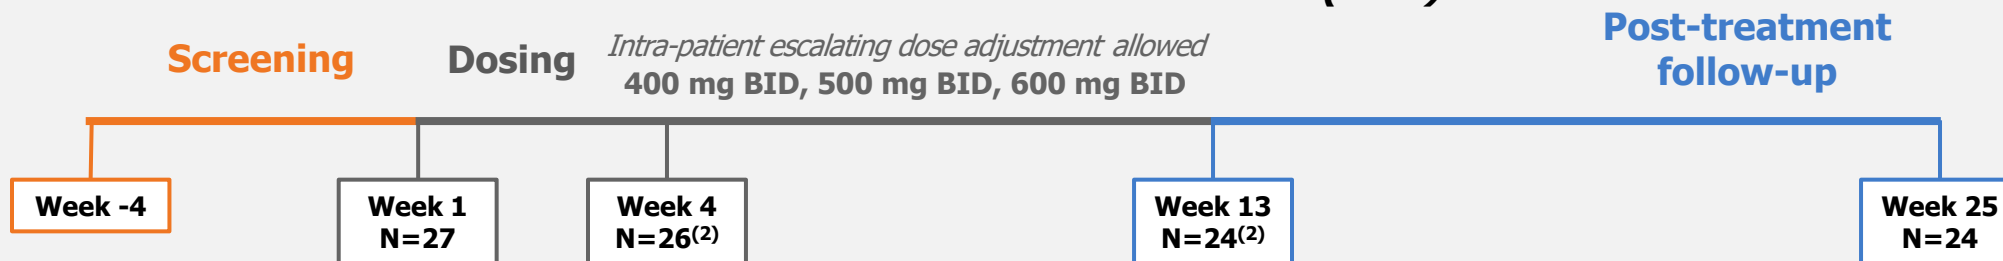 Screening
Dosing
Intra-patient escalating dose adjustment allowed
400 mg BID, 500 mg BID, 600 mg BID
Post-treatment
follow-up
Week -4
Week 1
N=27
Week 4
N=26(2)
Week 13
N=24(2)
Week 25
N=24